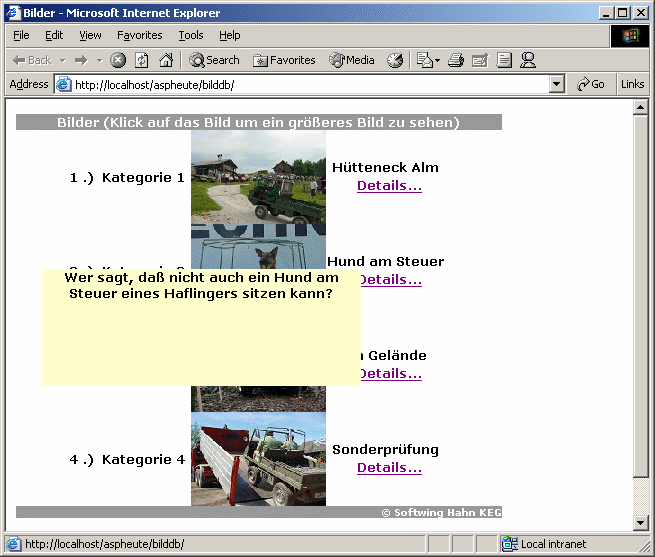 Bilder - Microsoft Internet Explorer
File Edit View Favorites Tools Help
Back Search Favorites Media
Address http://localhost/aspheute/bilddb/ Go Links
Bilder (Klick auf das Bild um ein größeres Bild zu sehen)
1 .) Kategorie 1
Hütteneck Alm
Details...
Hund am Steuer
Details...
Wer sagt, daß nicht auch ein Hund am
Steuer eines Haflingers sitzen kann?
Gelände
Details...
4 .) Kategorie 4
Sonderprüfung
Details...
© Softwing Hahn KEG
http://localhost/aspheute/bilddb/ Local intranet